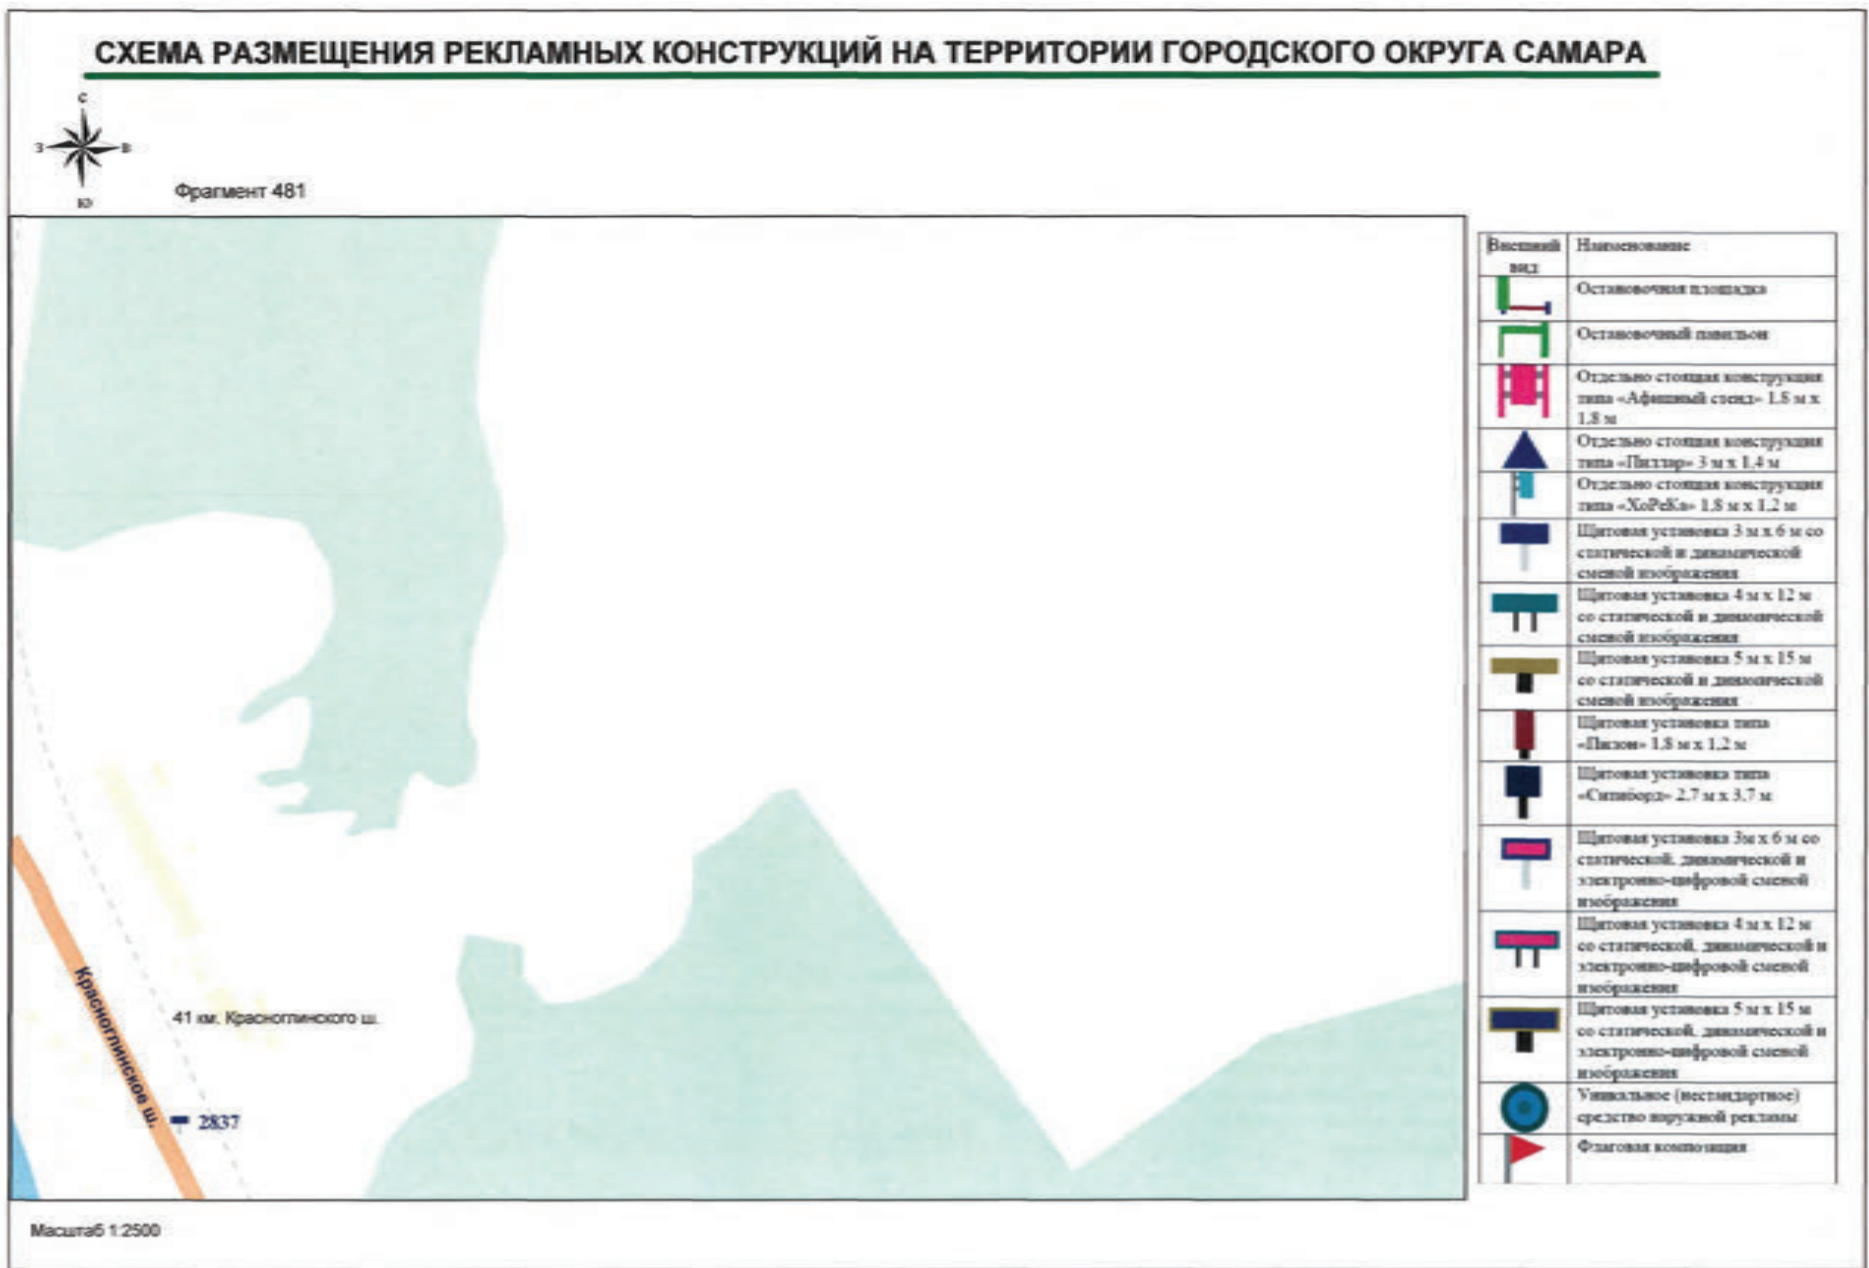 СХЕМА РАЗМЕЩЕНИЯ РЕКЛАМНЫХ КОНСТРУКЦИЙ НА ТЕРРИТОРИИ ГОРОДСКОГО ОКРУГА САМАРА
С
З
В
Ю
Фрагмент 481
Внешний вид
Наименование
Остановочная площадка
Остановочный павильон
Отдельно стоящая конструкция
типа «Афишный стенд» 1,8 м х
1,8 м
Отдельно стоящая конструкция
типа «Пиллар» 3 м х 1,4 м
Отдельно стоящая конструкция
типа «ХоРеКа» 1,8 м х 1,2 м
Щитовая установка 3 м х 6 м со
статической и динамической
сменой изображения
Щитовая установка 4 м х 12 м
со статической и динамической
сменой изображения
Щитовая установка 5 м х 15 м
со статической и динамической
сменой изображения
Щитовая установка типа
«Пилон» 1,8 м х 1,2 м
Щитовая установка типа
«Ситиборд» 2,7 м х 3,7 м
Щитовая установка 3м х 6 м со
статической, динамической и
электронно-цифровой сменой
изображения
Щитовая установка 4 м х 12 м
со статической, динамической и
электронно-цифровой сменой
изображения
Щитовая установка 5 м х 15 м
со статической, динамической и
электронно-цифровой сменой
изображения
Уникальное (нестандартное)
средство наружной рекламы
Флаговая композиция
Красноглинское ш.
41 км. Красноглинского ш.
2837
Масштаб 1:2500